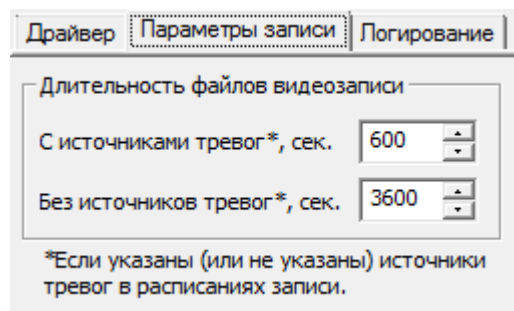 Драйвер Параметры записи Логирование
Длительность файлов видеозаписи
С источниками тревог*, сек. 600
Без источников тревог*, сек. 3600
*Если указаны (или не указаны) источники
тревог в расписаниях записи.